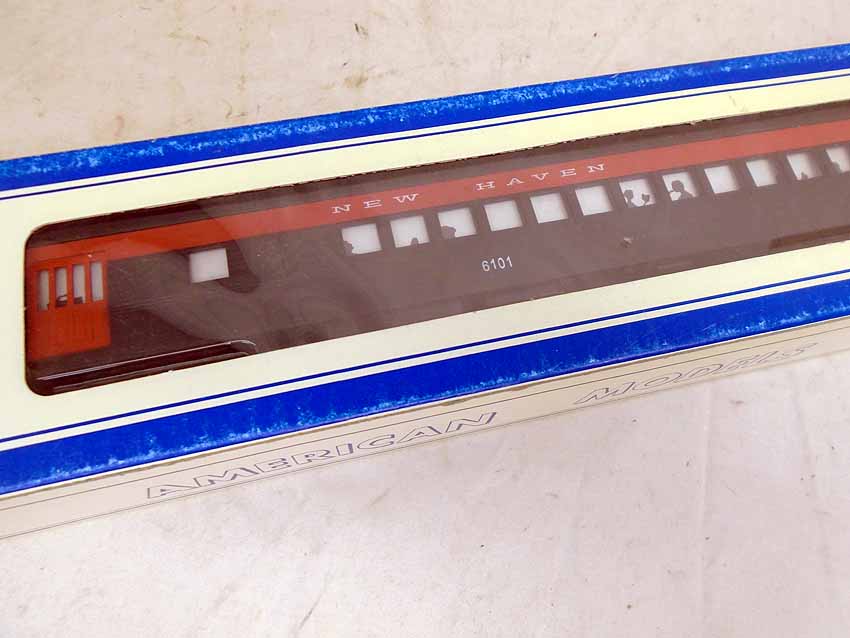 NEW HAVEN
6101
AMERICAN MODELS